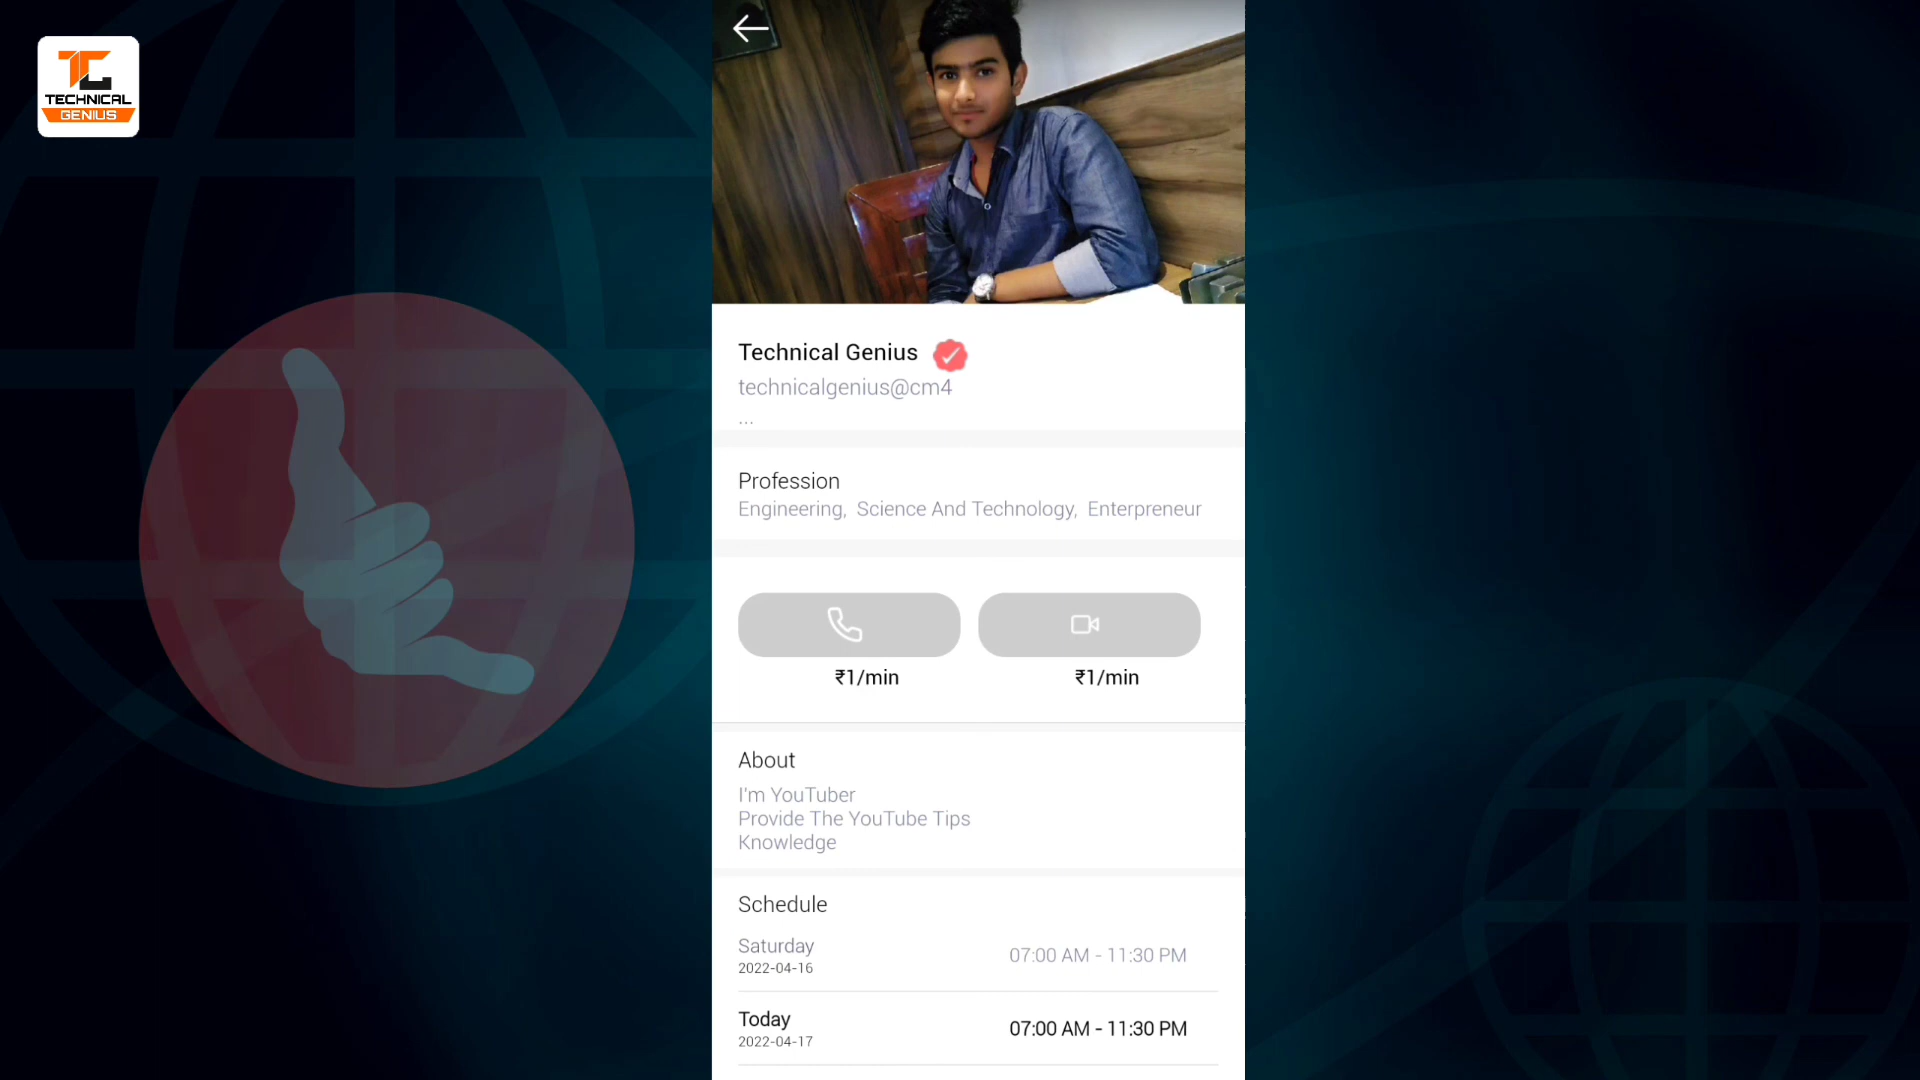 TECHNICAL
GENIUS
Technical Genius
technicalgenius@cm4
...
Profession
Engineering, Science And Technology, Enterpreneur
₹1/min ₹1/min
About
I'm YouTuber
Provide The YouTube Tips
Knowledge
Schedule
Saturday 07:00 AM - 11:30 PM
2022-04-16
Today 07:00 AM - 11:30 PM
2022-04-17